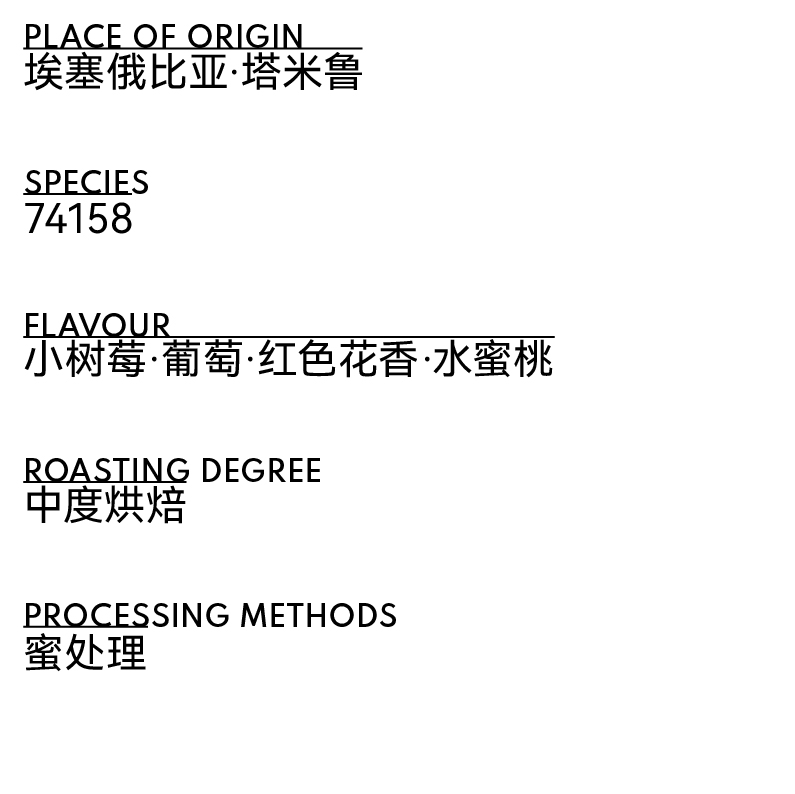 PLACE OF ORIGIN
埃塞俄比亚·塔米鲁
SPECIES
74158
FLAVOUR
小树莓·葡萄·红色花香·水蜜桃
ROASTING DEGREE
中度烘焙
PROCESSING METHODS
蜜处理